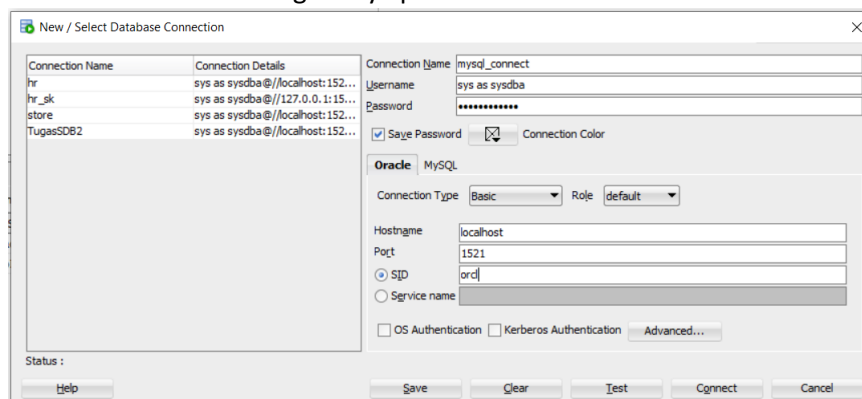 New / Select Database Connection
Connection Name Connection Details
hr sys as sysdba@//localhost:152...
hr_sk sys as sysdba@//127.0.0.1:15...
store sys as sysdba@//localhost:152...
TugasSDB2 sys as sysdba@//localhost:152...
Connection Name mysql_connect
Username sys as sysdba
Password ••••••••••••
Save Password Connection Color
Oracle MySQL
Connection Type Basic Role default
Hostname localhost
Port 1521
SID orcl
Service name
OS Authentication Kerberos Authentication Advanced...
Status :
Help Save Clear Test Connect Cancel